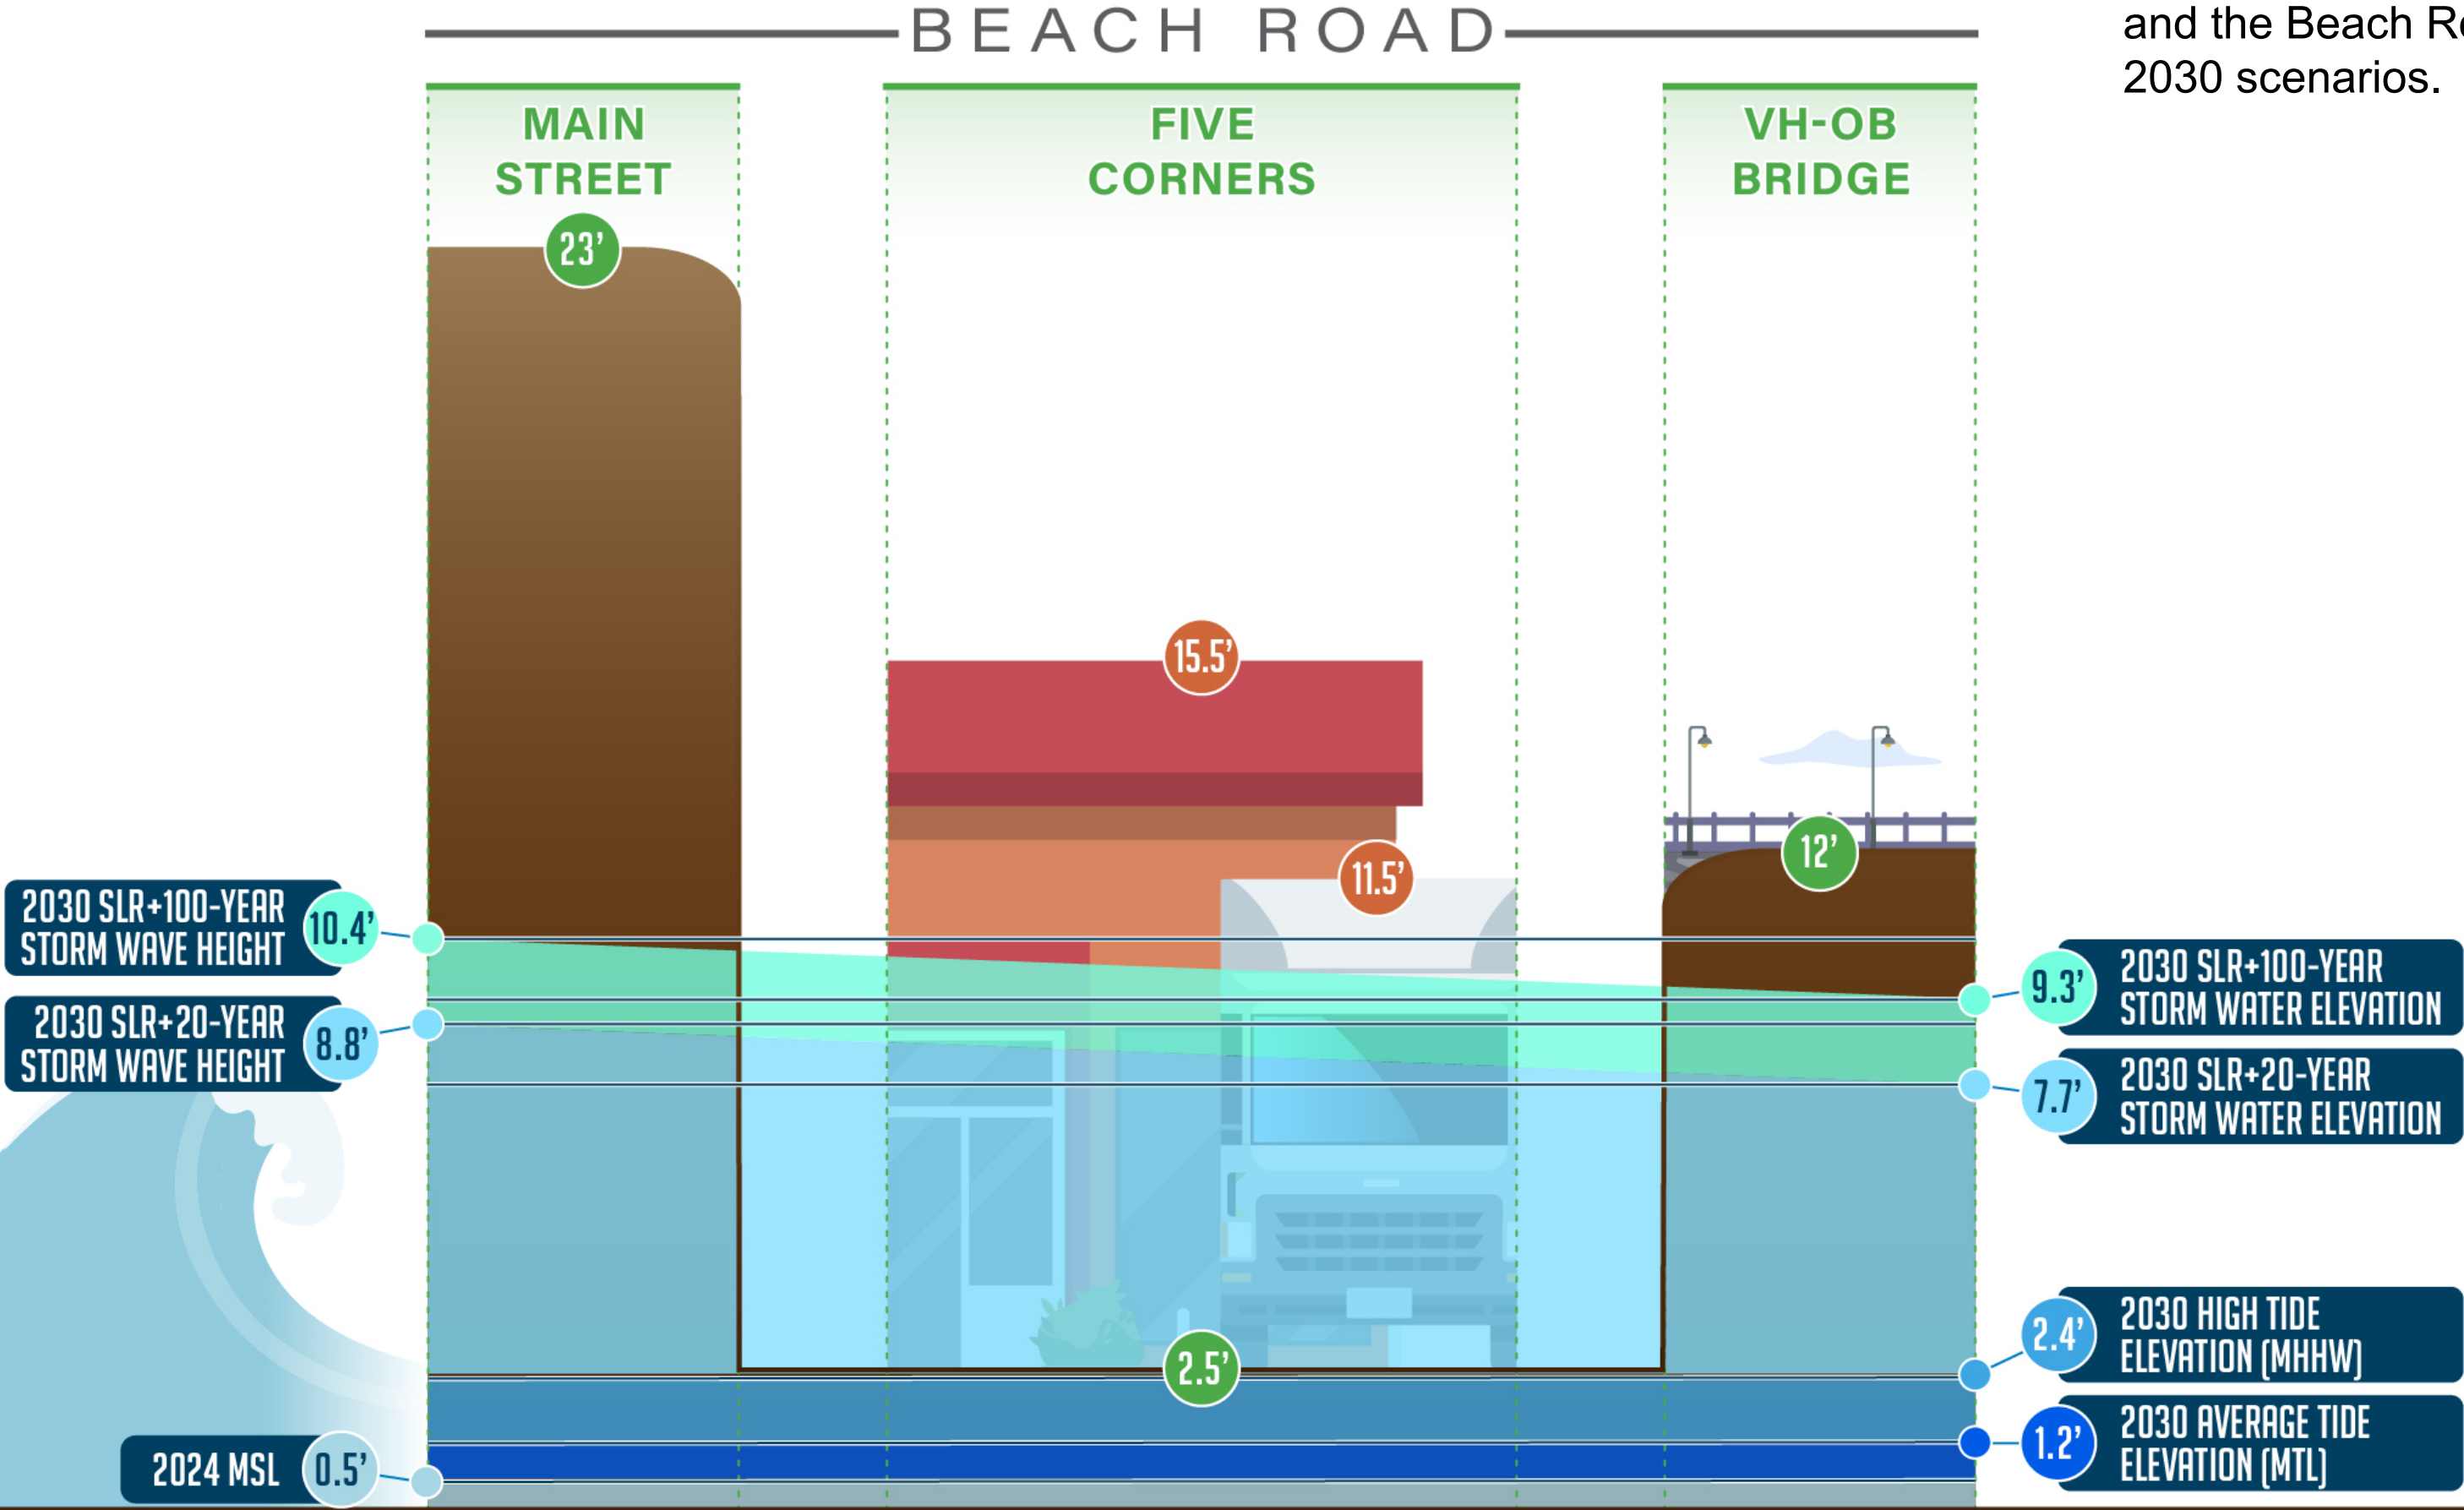 BEACH ROAD
and the Beach
2030 scenarios.
MAIN
STREET
FIVE
CORNERS
VH-OB
BRIDGE
23’
15.5’
11.5’
12’
2030 SLR+100-YEAR
STORM WAVE HEIGHT
10.4’
2030 SLR+20-YEAR
STORM WAVE HEIGHT
8.8’
9.3’
2030 SLR+100-YEAR
STORM WATER ELEVATION
7.7’
2030 SLR+20-YEAR
STORM WATER ELEVATION
2.5’
2.4’
2030 HIGH TIDE
ELEVATION (MHHW)
1.2’
2030 AVERAGE TIDE
ELEVATION (MTL)
2024 MSL
0.5’